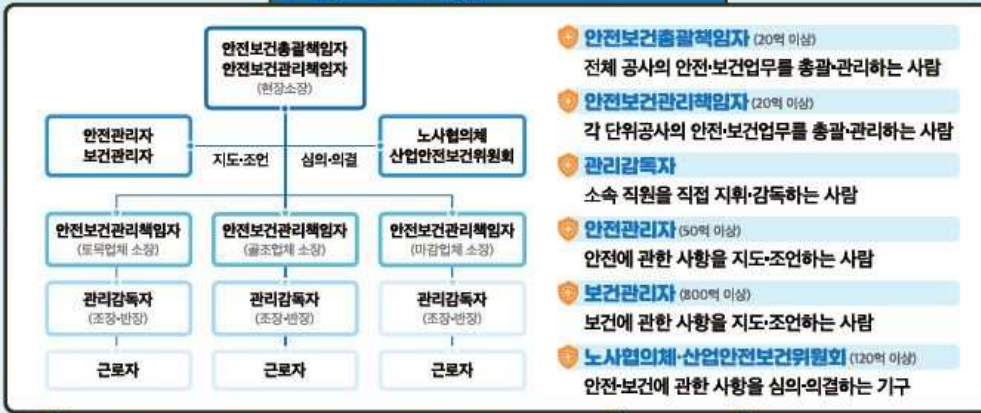 안전보건총괄책임자
안전보건관리책임자
(현장소장)
안전관리자
보건관리자
지도·조언
심의·의결
노사협의체
산업안전보건위원회
안전보건관리책임자
(토목업체 소장)
안전보건관리책임자
(골조업체 소장)
안전보건관리책임자
(마감업체 소장)
관리감독자
(조장·반장)
관리감독자
(조장·반장)
관리감독자
(조장·반장)
근로자
근로자
근로자
안전보건총괄책임자 (20억 이상)
전체 공사의 안전·보건업무를 총괄·관리하는 사람
안전보건관리책임자 (20억 이상)
각 단위공사의 안전·보건업무를 총괄·관리하는 사람
관리감독자
소속 직원을 직접 지휘·감독하는 사람
안전관리자 (50억 이상)
안전에 관한 사항을 지도·조언하는 사람
보건관리자 (800억 이상)
보건에 관한 사항을 지도·조언하는 사람
노사협의체·산업안전보건위원회 (120억 이상)
안전·보건에 관한 사항을 심의·의결하는 기구